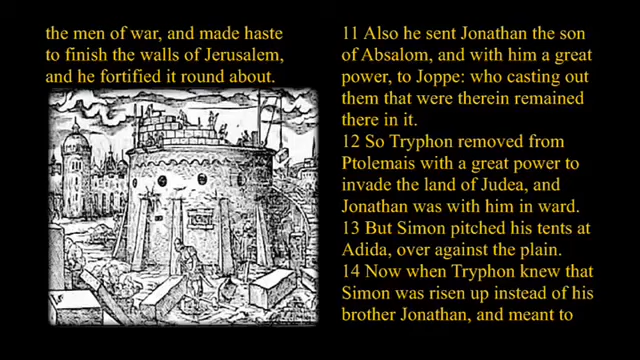 the men of war, and made haste
to finish the walls of Jerusalem,
and he fortified it round about.
11 Also he sent Jonathan the son
of Absalom, and with him a great
power, to Joppe: who casting out
them that were therein remained
there in it.
12 So Tryphon removed from
Ptolemais with a great power to
invade the land of Judea, and
Jonathan was with him in ward.
13 But Simon pitched his tents at
Adida, over against the plain.
14 Now when Tryphon knew that
Simon was risen up instead of his
brother Jonathan, and meant to